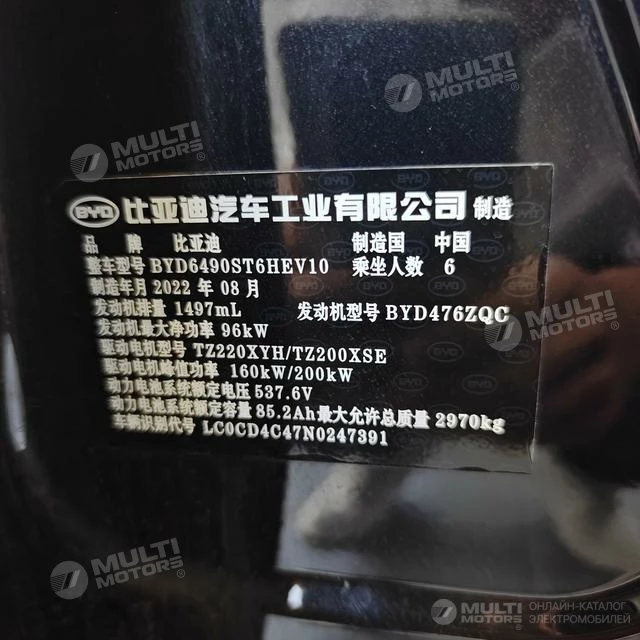 MULTI
MOTORS®
MULTI
MOTORS®
BYD 比亚迪汽车工业有限公司 制造
品 牌 比亚迪 制造国 中国
整车型号 BYD6490ST6HEV10 乘坐人数 6
制造年月 2022 年 08 月
发动机排量 1497mL 发动机型号 BYD476ZQC
发动机最大净功率 96kW
驱动电机型号 TZ220XYH/TZ200XSE
驱动电机峰值功率 160kW/200kW
动力电池系统额定电压 537.6V
动力电池系统额定容量 85.2Ah 最大允许总质量 2970kg
车辆识别代号 LC0CD4C47N0247391
MULTI
MOTORS®
MULTI
MOTORS®
ОНЛАЙН-КАТАЛОГ
ЭЛЕКТРОМОБИЛЕЙ